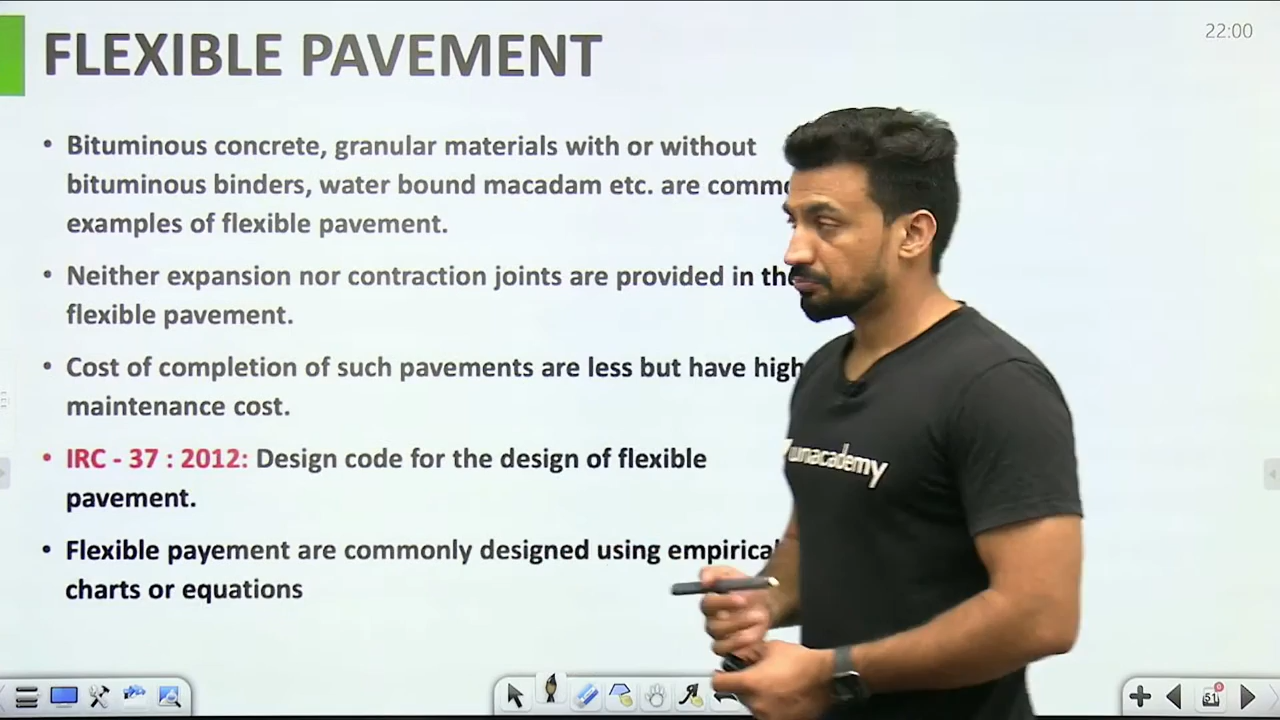 FLEXIBLE PAVEMENT
22:00
• Bituminous concrete, granular materials with or without
bituminous binders, water bound macadam etc. are
examples of flexible pavement.
• Neither expansion nor contraction joints are provided in
flexible pavement.
• Cost of completion of such pavements are less but have high
maintenance cost.
• IRC - 37 : 2012: Design code for the design of flexible
pavement.
• Flexible payement are commonly designed using empirical
charts or equations
unacademy
51